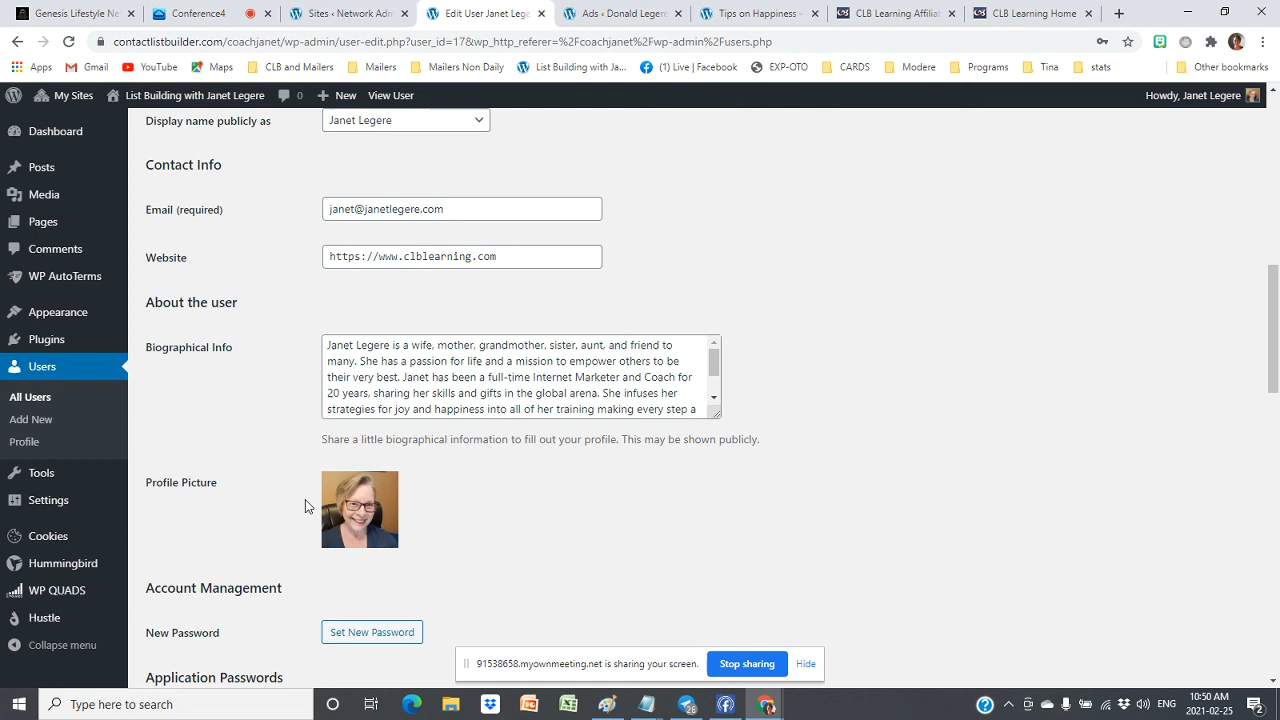 Genesis Lifestyle Ne
Conference4
Sites ‹ Network Adm
Edit User Janet Lege
Ads ‹ Donald Legere
Tips on Happiness –
CLB Learning Affilia
CLB Learning Home
contactlistbuilder.com/coachjanet/wp-admin/user-edit.php?user_id=17&wp_http_referer=%2Fcoachjanet%2Fwp-admin%2Fusers.php
Apps
Gmail
YouTube
Maps
CLB and Mailers
Mailers
Mailers Non Daily
List Building with Ja...
(1) Live | Facebook
EXP-OTO
CARDS
Modere
Programs
Tina
stats
Other bookmarks
My Sites
List Building with Janet Legere
0
New
View User
Howdy, Janet Legere
Dashboard
Posts
Media
Pages
Comments
WP AutoTerms
Appearance
Plugins
Users
All Users
Add New
Profile
Tools
Settings
Cookies
Hummingbird
WP QUADS
Hustle
Collapse menu
Display name publicly as
Janet Legere
Contact Info
Email (required)
janet@janetlegere.com
Website
https://www.clblearning.com
About the user
Biographical Info
Janet Legere is a wife, mother, grandmother, sister, aunt, and friend to
many. She has a passion for life and a mission to empower others to be
their very best. Janet has been a full-time Internet Marketer and Coach for
20 years, sharing her skills and gifts in the global arena. She infuses her
strategies for joy and happiness into all of her training making every step a
Share a little biographical information to fill out your profile. This may be shown publicly.
Profile Picture
Account Management
New Password
Set New Password
Application Passwords
91538658.myownmeeting.net is sharing your screen.
Stop sharing
Hide
Type here to search
26
ENG
10:50 AM
2021-02-25
2